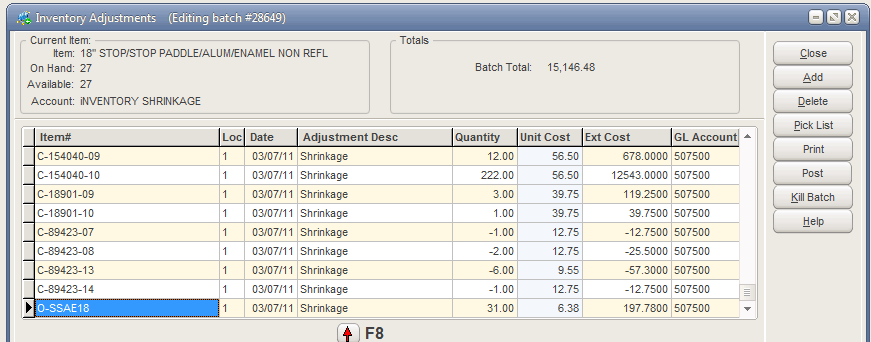 Inventory Adjustments (Editing batch #28649)
Current Item:
Item: 18" STOP/STOP PADDLE/ALUM/ENAMEL NON REFL
On Hand: 27
Available: 27
Account: iNVENTORY SHRINKAGE
Totals
Batch Total: 15,146.48
Close
Add
Delete
Pick List
Print
Post
Kill Batch
Help
Item# Loc Date Adjustment Desc Quantity Unit Cost Ext Cost GL Account
C-154040-09 1 03/07/11 Shrinkage 12.00 56.50 678.0000 507500
C-154040-10 1 03/07/11 Shrinkage 222.00 56.50 12543.0000 507500
C-18901-09 1 03/07/11 Shrinkage 3.00 39.75 119.2500 507500
C-18901-10 1 03/07/11 Shrinkage 1.00 39.75 39.7500 507500
C-89423-07 1 03/07/11 Shrinkage -1.00 12.75 -12.7500 507500
C-89423-08 1 03/07/11 Shrinkage -2.00 12.75 -25.5000 507500
C-89423-13 1 03/07/11 Shrinkage -6.00 9.55 -57.3000 507500
C-89423-14 1 03/07/11 Shrinkage -1.00 12.75 -12.7500 507500
O-SSAE18 1 03/07/11 Shrinkage 31.00 6.38 197.7800 507500
F8